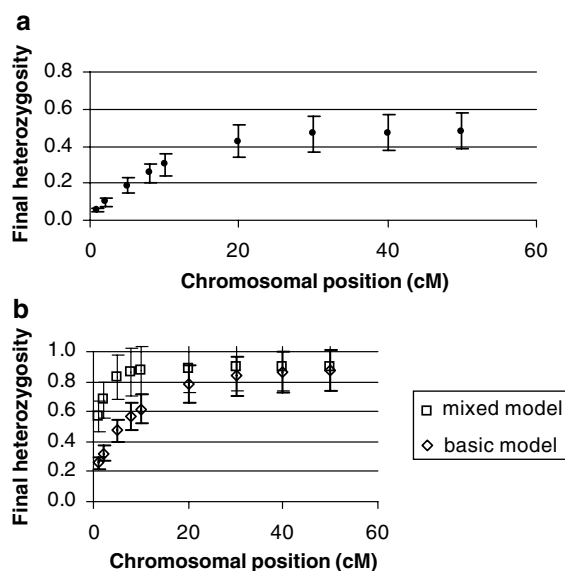 a
Final heterozygosity
0.8
0.6
0.4
0.2
0.0
0 20 40 60
Chromosomal position (cM)
b
Final heterozygosity
1.0
0.8
0.6
0.4
0.2
0.0
0 20 40 60
Chromosomal position (cM)
mixed model
basic model